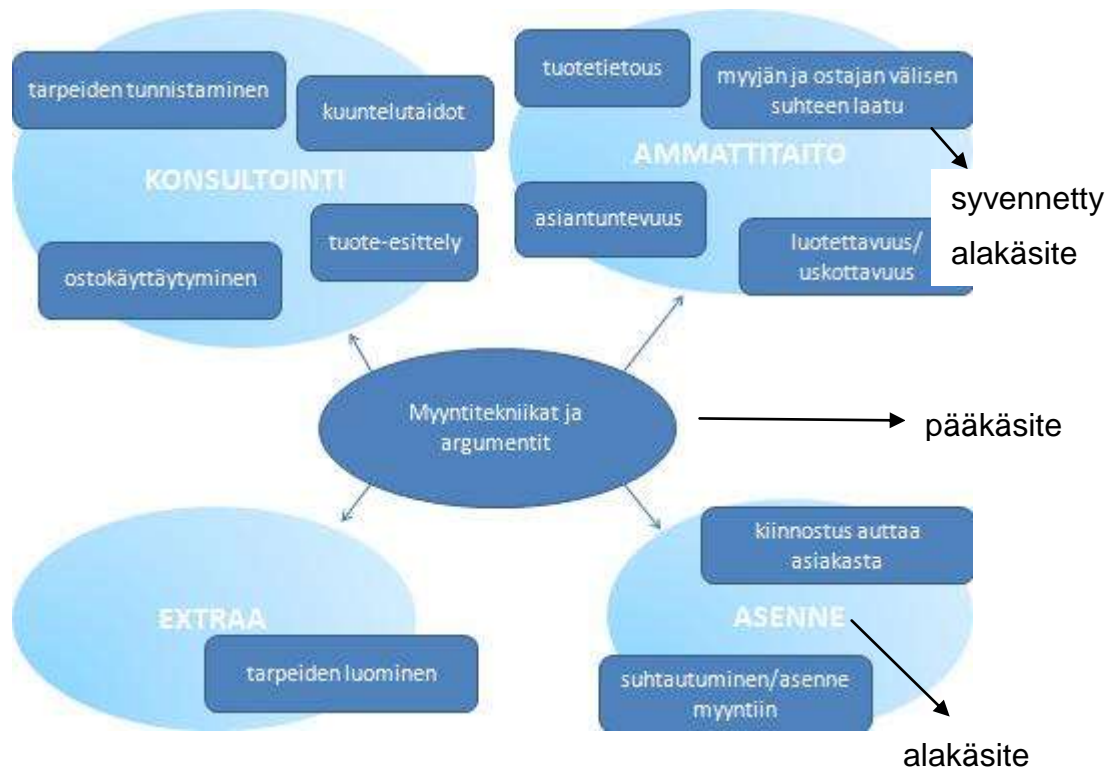 tarpeiden tunnistaminen
kuuntelutaidot
KONSULTOINTI
tuote-esittely
ostokäyttäytyminen
tuotetietous
myyjän ja ostajan välisen
suhteen laatu
AMMATTITAITO
asiantuntevuus
luotettavuus/
uskottavuus
syvennetty
alakäsite
Myyntitekniikat ja
argumentit
pääkäsite
EXTRAA
tarpeiden luominen
kiinnostus auttaa
asiakasta
ASENNE
suhtautuminen/asenne
myyntiin
alakäsite